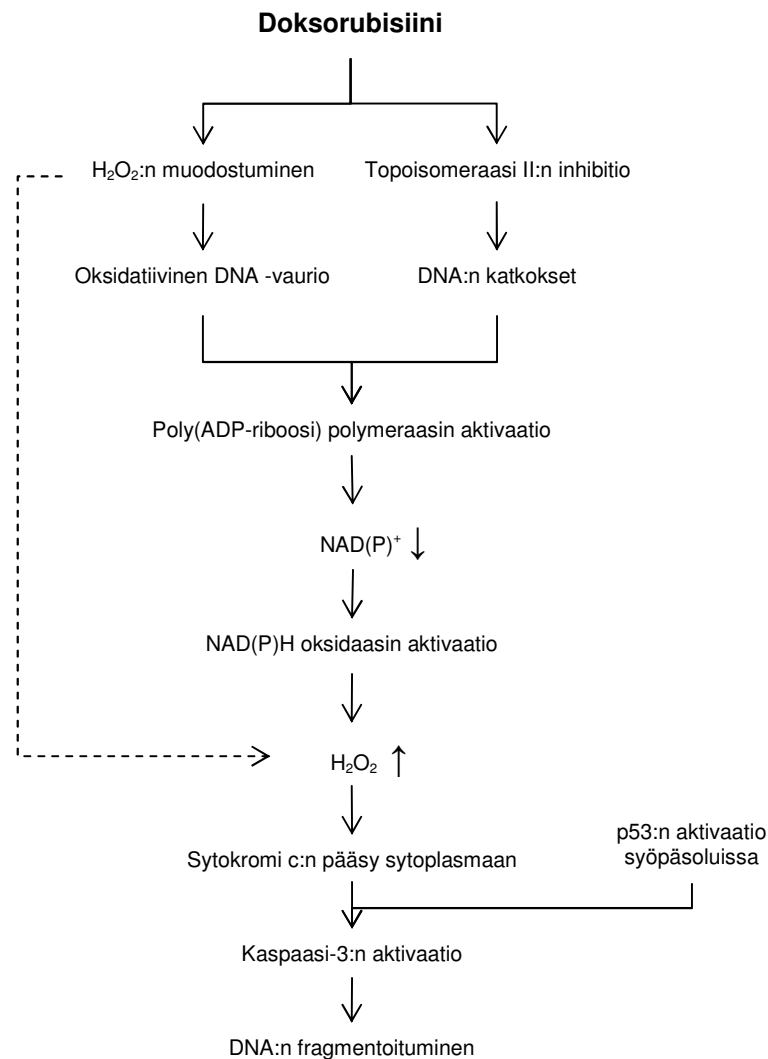 Doksorubisiini
H₂O₂:n muodostuminen
Topoisomeraasi II:n inhibitio
Oksidatiivinen DNA -vaurio
DNA:n katkokset
Poly(ADP-riboosi) polymeraasin aktivaatio
NAD(P)⁺ ↓
NAD(P)H oksidaasin aktivaatio
H₂O₂ ↑
p53:n aktivaatio
syöpäsoluissa
Sytokromi c:n pääsy sytoplasmaan
Kaspaasi-3:n aktivaatio
DNA:n fragmentoituminen